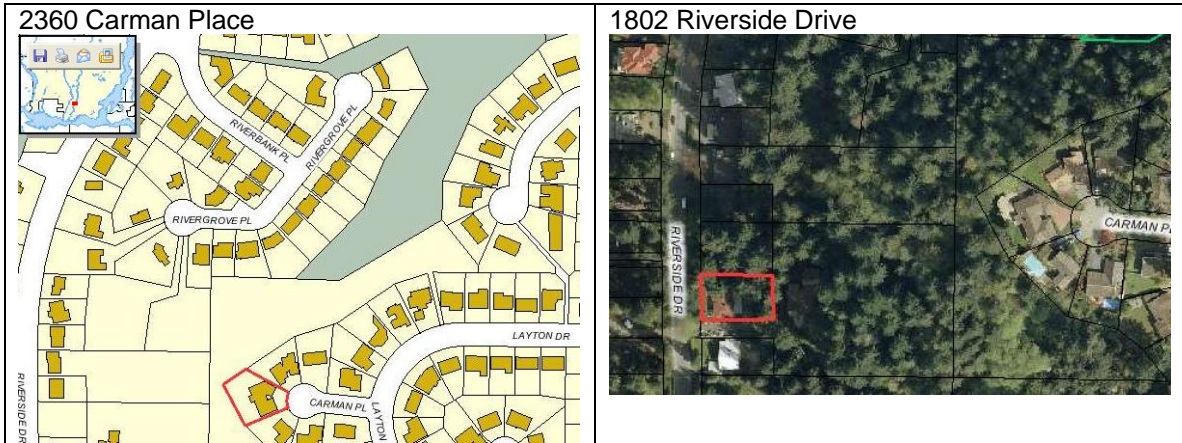 2360 Carman Place
RIVERBANK PL
RIVERGROVE PL
RIVERGROVE PL
LAYTON DR
CARMAN PL
LAYTON
RIVERSIDE DR
1802 Riverside Drive
RIVERSIDE DR
CARMAN PL